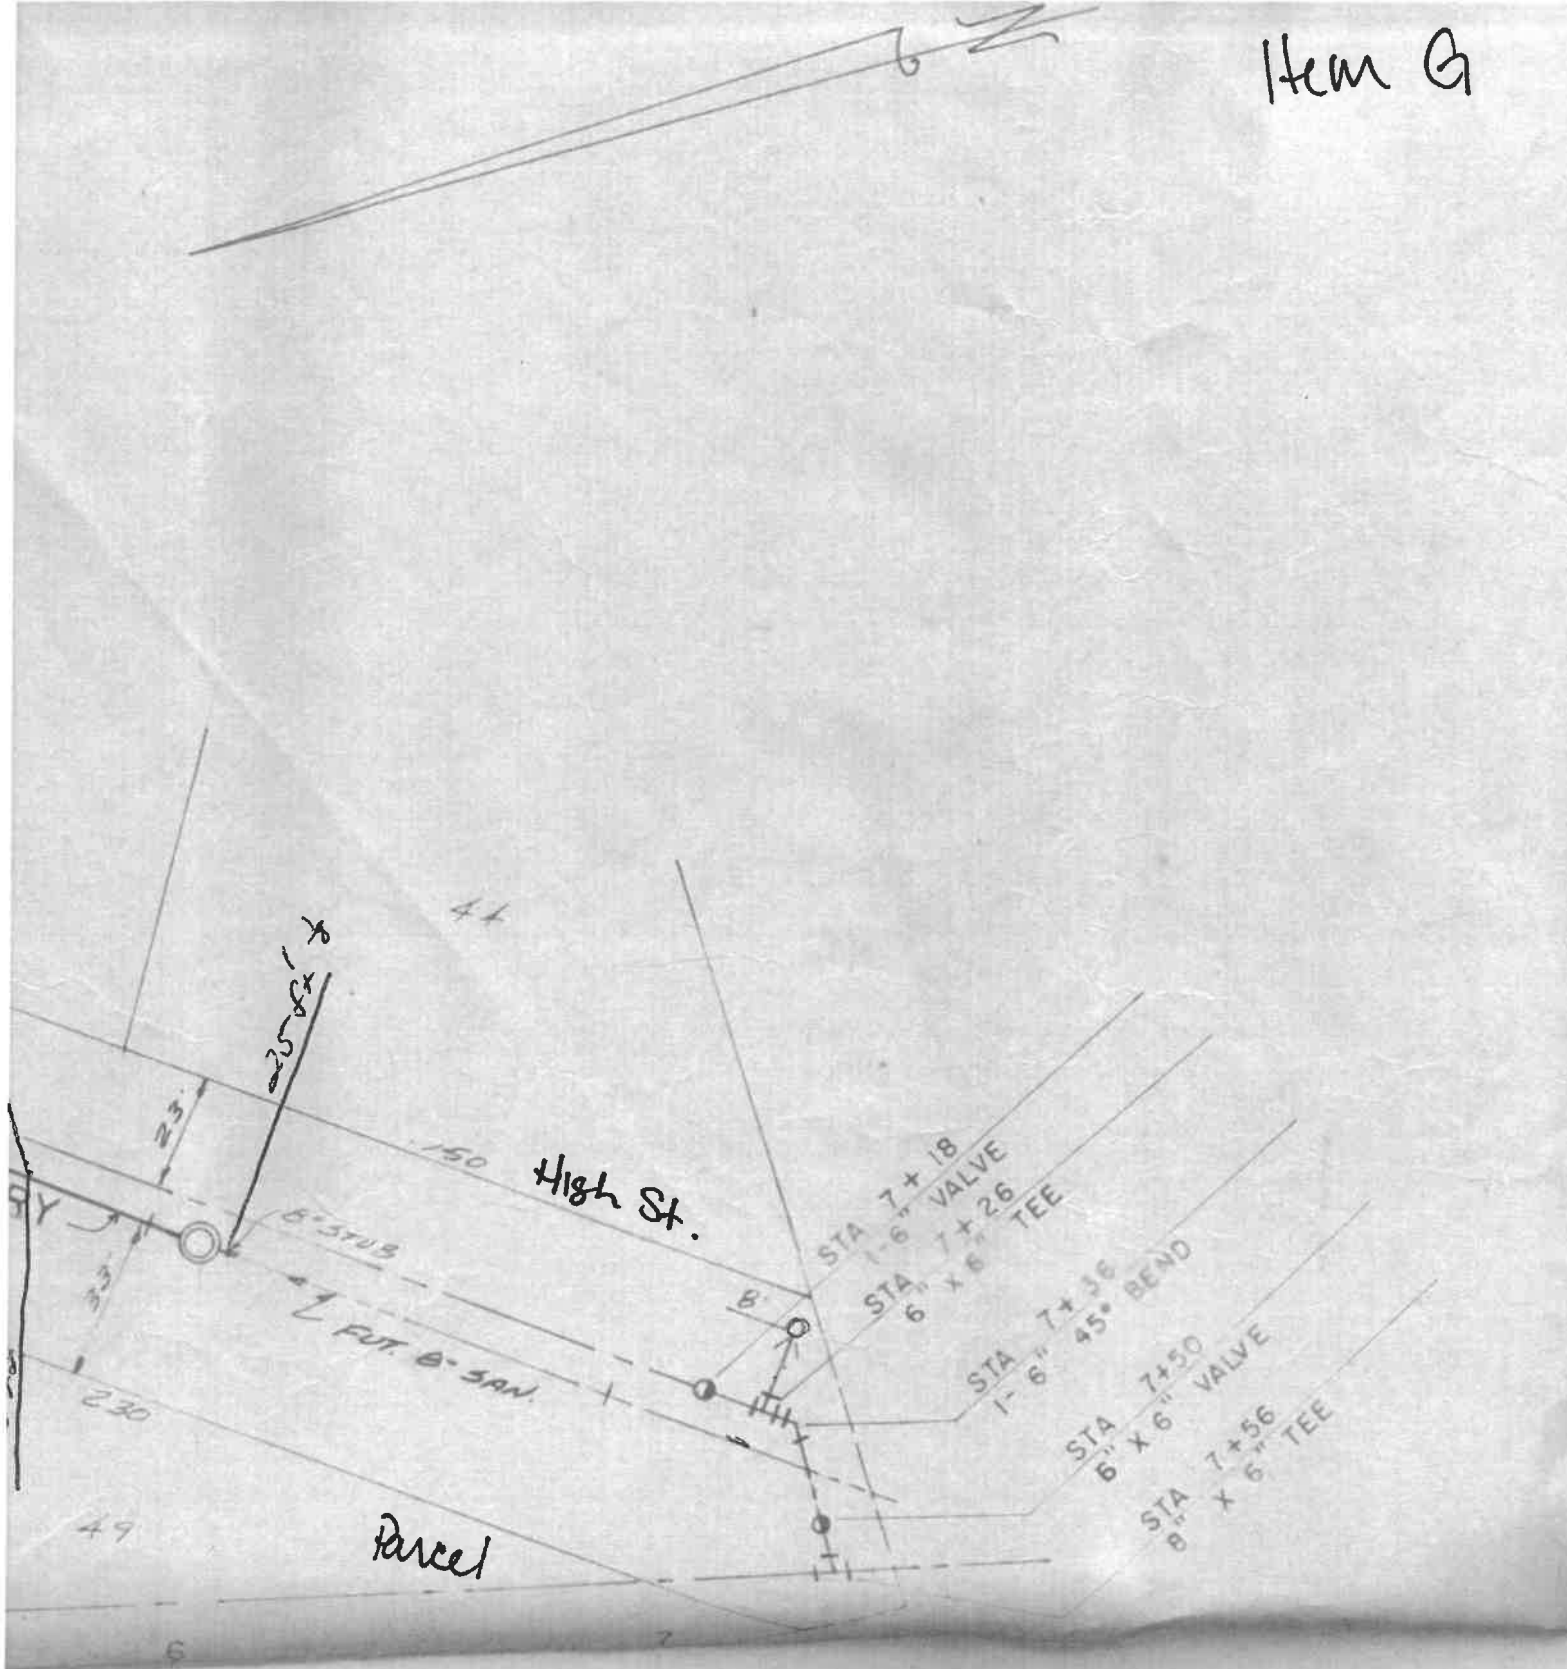 Item G
44
23'
150
High St.
8" STUB
33'
FUT. 8" SAN.
230
49
Parcel
8'
STA 7+18
1-6" VALVE
STA 7+26
6" X 6" TEE
STA 7+36
1-6" 45° BEND
STA 7+50
6" X 6" VALVE
STA 7+56
8" X 6" TEE
6
7